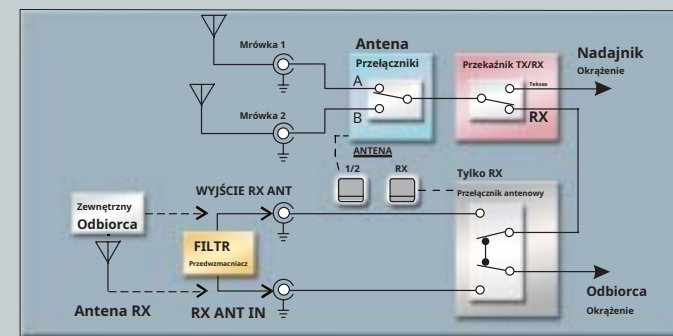 Mrówka 1
Antena
Przełączniki
A
B
Mrówka 2
Przekaźnik TX/RX
Teksas
RX
Nadajnik
Okrążenie
ANTENA
1/2
RX
Tylko RX
Przełącznik antenowy
WYJŚCIE RX ANT
Zewnętrzny
Odbiorca
FILTR
Przedwzmacniacz
Antena RX
RX ANT IN
Odbiorca
Okrążenie